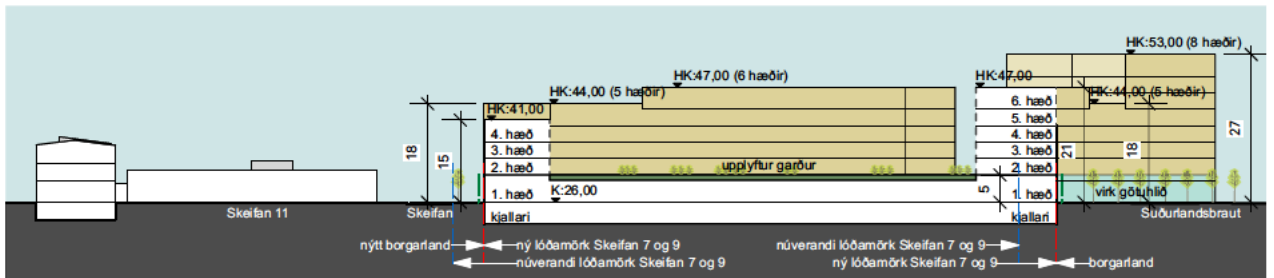 HK:53,00 (8 hæðir)
HK:47,00 (6 hæðir)
HK:47,00
HK:44,00 (5 hæðir)
HK:44,00 (5 hæðir)
HK:41,00
6. hæð
5. hæð
4. hæð
4. hæð
3. hæð
3. hæð
2. hæð
upplyftur garður
2. hæð
1. hæð
K:26,00
1. hæð
virk götuhlið
18
15
5
21
18
27
Skeifan 11
Skeifan
kjallari
kjallari
Suðurlandsbraut
nýtt borgarland
ný lóðamörk Skeifan 7 og 9
núverandi lóðamörk Skeifan 7 og 9
núverandi lóðamörk Skeifan 7 og 9
ný lóðamörk Skeifan 7 og 9
borgarland